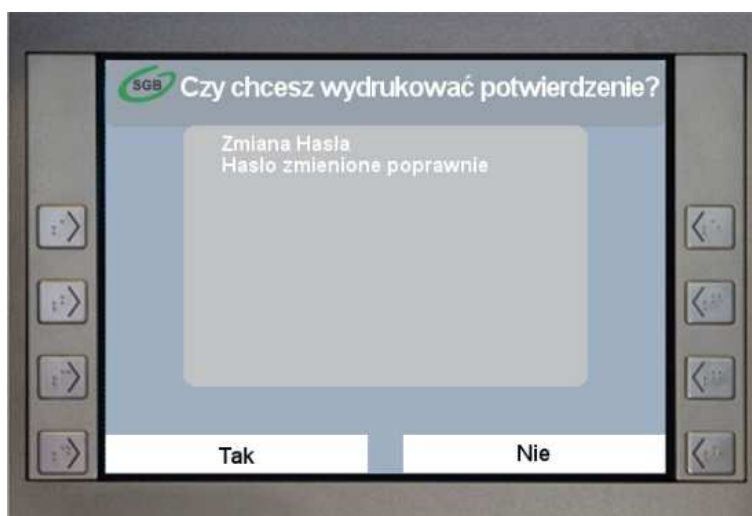 SGB
Czy chcesz wydrukować potwierdzenie?
Zmiana Hasla
Haslo zmienione poprawnie
Tak
Nie